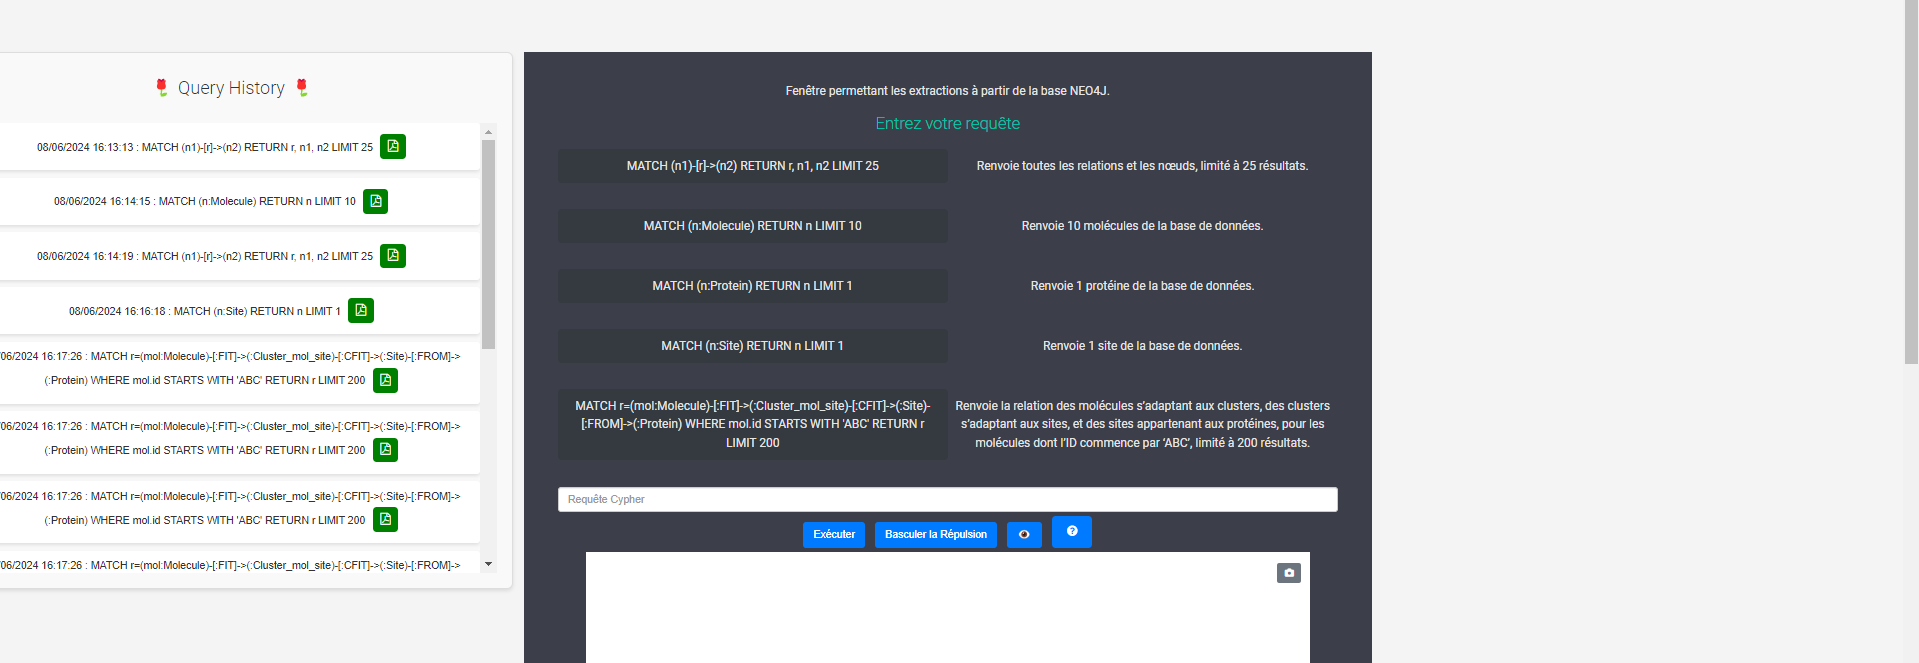 Query History
08/06/2024 16:13:13 : MATCH (n1)-[r]->(n2) RETURN r, n1, n2 LIMIT 25
08/06/2024 16:14:15 : MATCH (n:Molecule) RETURN n LIMIT 10
08/06/2024 16:14:19 : MATCH (n1)-[r]->(n2) RETURN r, n1, n2 LIMIT 25
08/06/2024 16:16:18 : MATCH (n:Site) RETURN n LIMIT 1
/06/2024 16:17:26 : MATCH r=(mol:Molecule)-[:FIT]->(:Cluster_mol_site)-[:CFIT]->(:Site)-[:FROM]->
(:Protein) WHERE mol.id STARTS WITH 'ABC' RETURN r LIMIT 200
/06/2024 16:17:26 : MATCH r=(mol:Molecule)-[:FIT]->(:Cluster_mol_site)-[:CFIT]->(:Site)-[:FROM]->
(:Protein) WHERE mol.id STARTS WITH 'ABC' RETURN r LIMIT 200
/06/2024 16:17:26 : MATCH r=(mol:Molecule)-[:FIT]->(:Cluster_mol_site)-[:CFIT]->(:Site)-[:FROM]->
(:Protein) WHERE mol.id STARTS WITH 'ABC' RETURN r LIMIT 200
/06/2024 16:17:26 : MATCH r=(mol:Molecule)-[:FIT]->(:Cluster_mol_site)-[:CFIT]->(:Site)-[:FROM]->
Fenêtre permettant les extractions à partir de la base NEO4J.
Entrez votre requête
MATCH (n1)-[r]->(n2) RETURN r, n1, n2 LIMIT 25
Renvoie toutes les relations et les nœuds, limité à 25 résultats.
MATCH (n:Molecule) RETURN n LIMIT 10
Renvoie 10 molécules de la base de données.
MATCH (n:Protein) RETURN n LIMIT 1
Renvoie 1 protéine de la base de données.
MATCH (n:Site) RETURN n LIMIT 1
Renvoie 1 site de la base de données.
MATCH r=(mol:Molecule)-[:FIT]->(:Cluster_mol_site)-[:CFIT]->(:Site)-
[:FROM]->(:Protein) WHERE mol.id STARTS WITH 'ABC' RETURN r
LIMIT 200
Renvoie la relation des molécules s’adaptant aux clusters, des clusters
s’adaptant aux sites, et des sites appartenant aux protéines, pour les
molécules dont l’ID commence par ‘ABC’, limité à 200 résultats.
Requête Cypher
Exécuter
Basculer la Répulsion